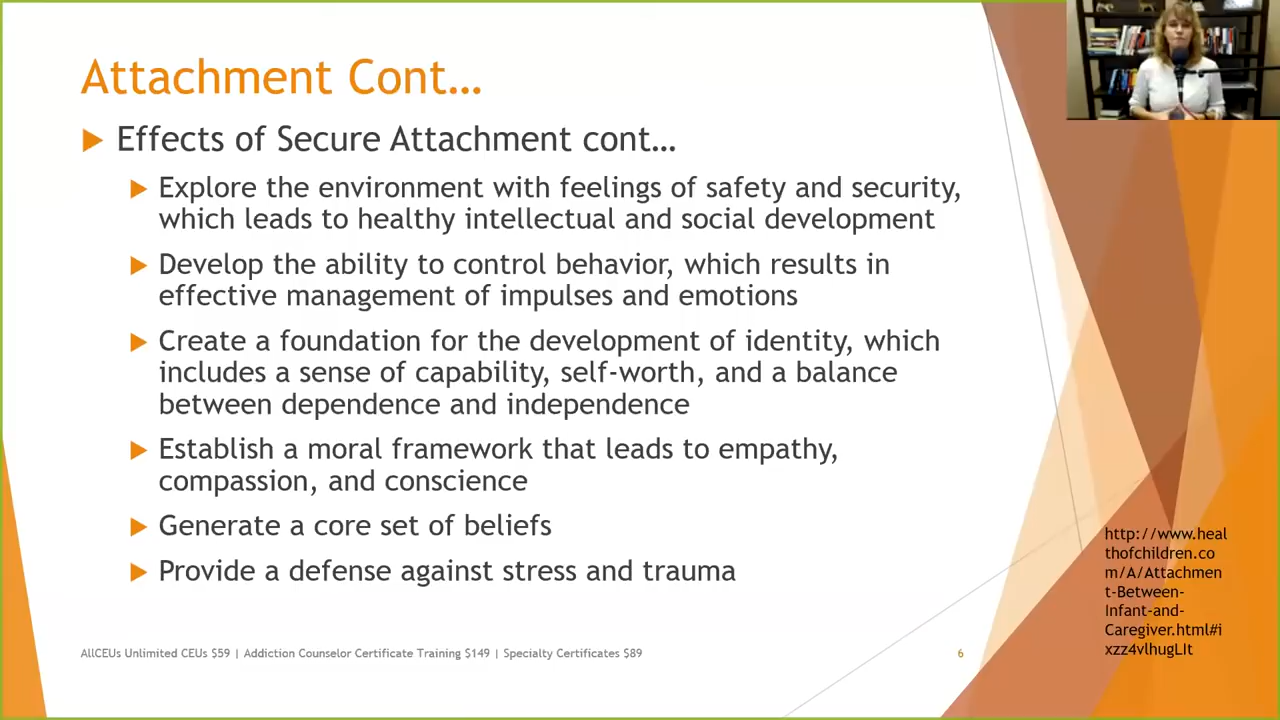 Attachment Cont…
Effects of Secure Attachment cont…
Explore the environment with feelings of safety and security,
which leads to healthy intellectual and social development
Develop the ability to control behavior, which results in
effective management of impulses and emotions
Create a foundation for the development of identity, which
includes a sense of capability, self-worth, and a balance
between dependence and independence
Establish a moral framework that leads to empathy,
compassion, and conscience
Generate a core set of beliefs
Provide a defense against stress and trauma
http://www.heal
thofchildren.co
m/A/Attachmen
t-Between-
Infant-and-
Caregiver.html#i
xzz4vlhugLIt
AllCEUs Unlimited CEUs $59 | Addiction Counselor Certificate Training $149 | Specialty Certificates $89
6